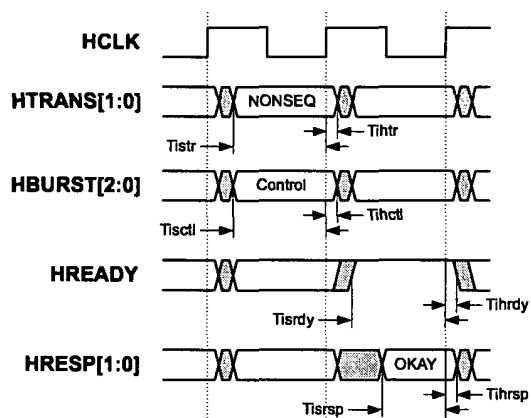 HCLK
HTRANS[1:0]
NONSEQ
Tistr
Tihtr
HBURST[2:0]
Control
Tisctl
Tihctl
HREADY
Tisrdy
Tihrdy
HRESP[1:0]
OKAY
Tisrsp
Tihrsp